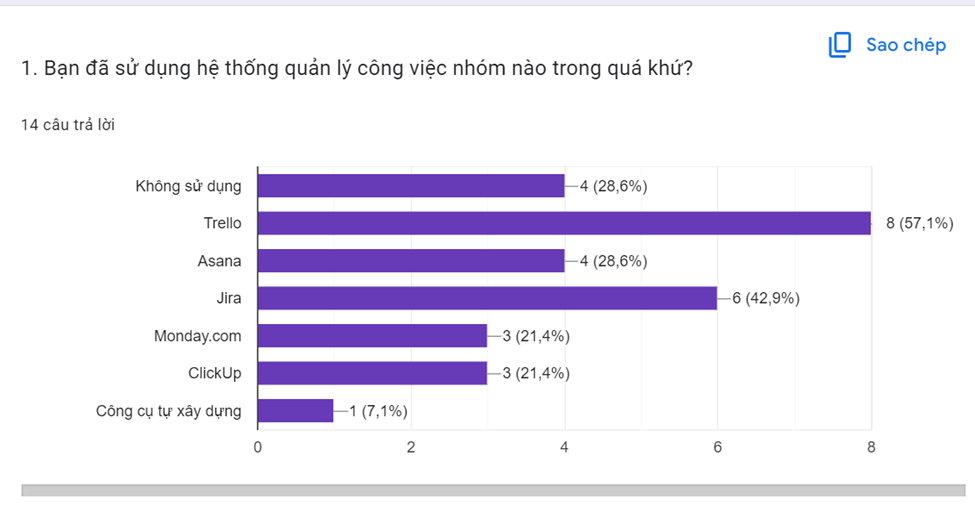 Sao chép
1. Bạn đã sử dụng hệ thống quản lý công việc nhóm nào trong quá khứ?
14 câu trả lời
Không sử dụng 4 (28,6%)
Trello 8 (57,1%)
Asana 4 (28,6%)
Jira 6 (42,9%)
Monday.com 3 (21,4%)
ClickUp 3 (21,4%)
Công cụ tự xây dựng 1 (7,1%)
0 2 4 6 8